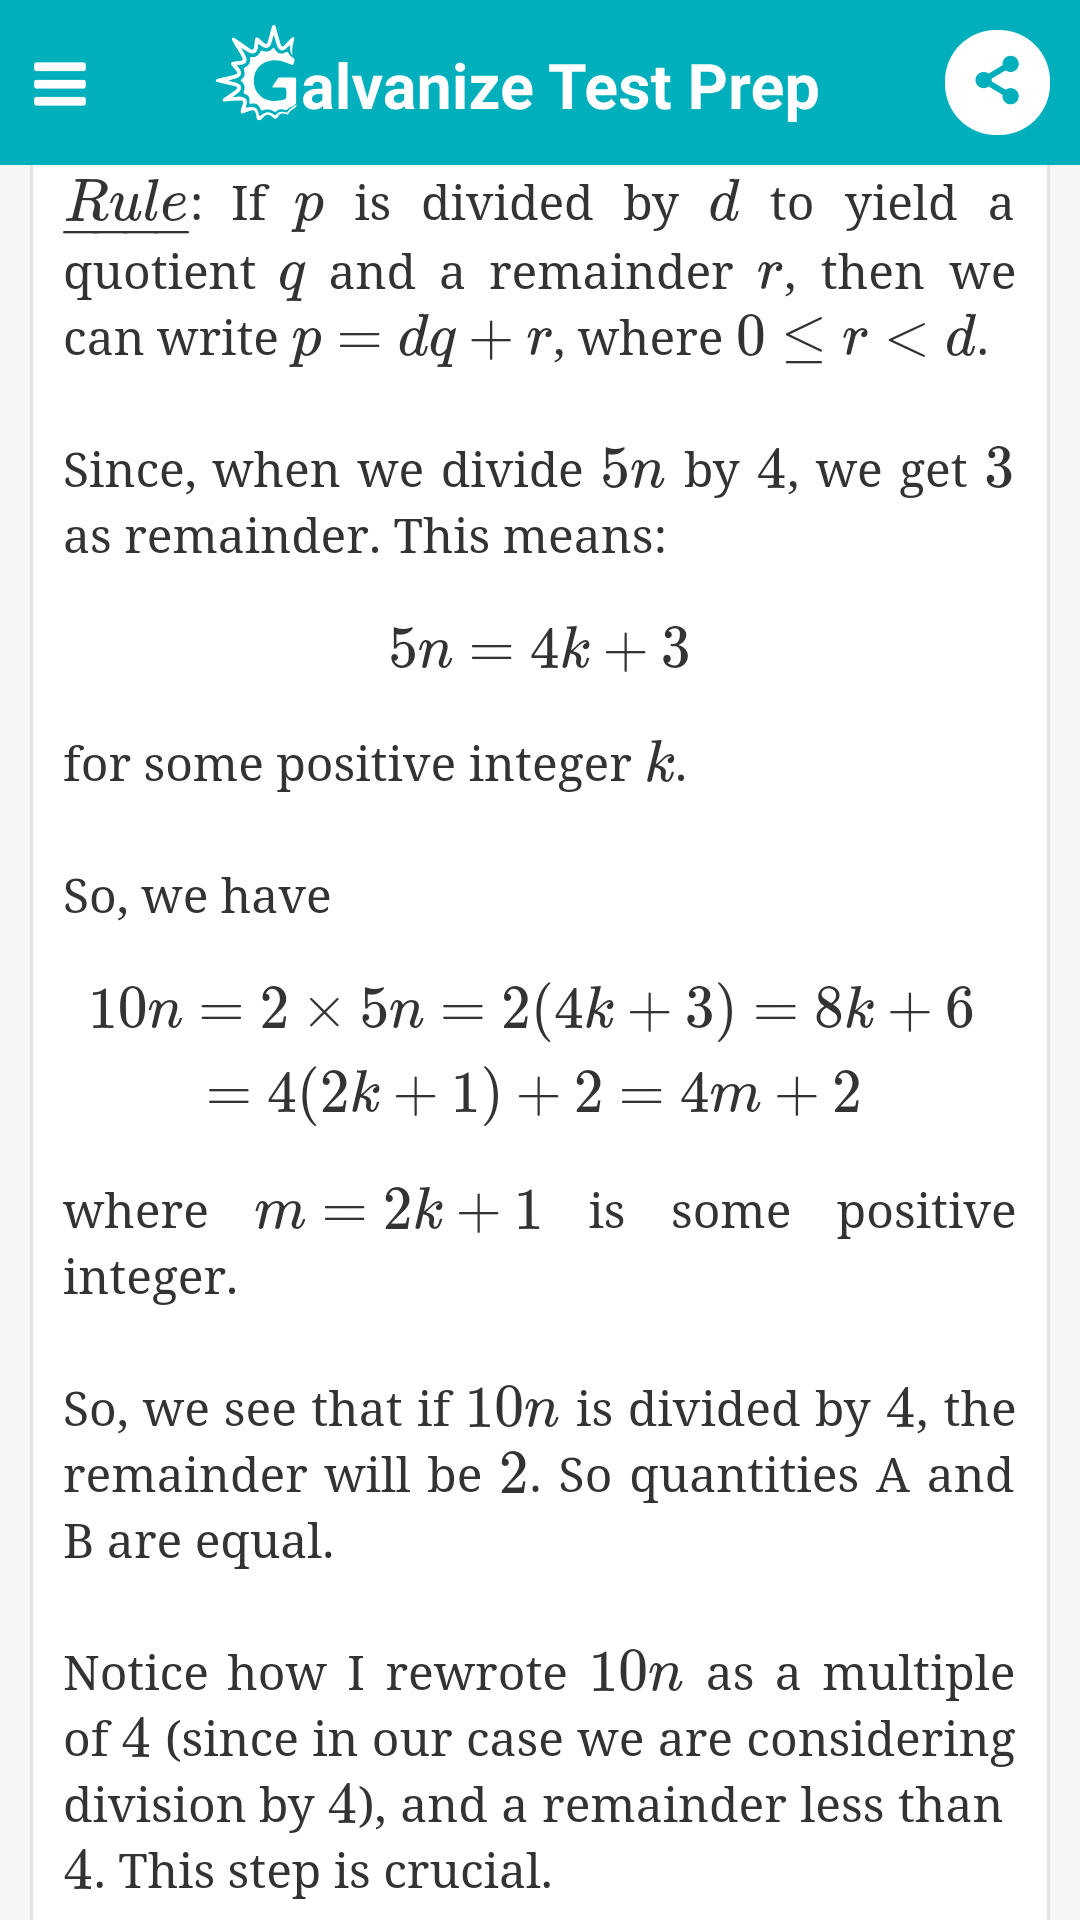 Galvanize Test Prep
Rule: If p is divided by d to yield a
quotient q and a remainder r, then we
can write p = dq + r, where 0 ≤ r < d.
Since, when we divide 5n by 4, we get 3
as remainder. This means:
5n = 4k + 3
for some positive integer k.
So, we have
10n = 2 × 5n = 2(4k + 3) = 8k + 6
= 4(2k + 1) + 2 = 4m + 2
where m = 2k + 1 is some positive
integer.
So, we see that if 10n is divided by 4, the
remainder will be 2. So quantities A and
B are equal.
Notice how I rewrote 10n as a multiple
of 4 (since in our case we are considering
division by 4), and a remainder less than
4. This step is crucial.